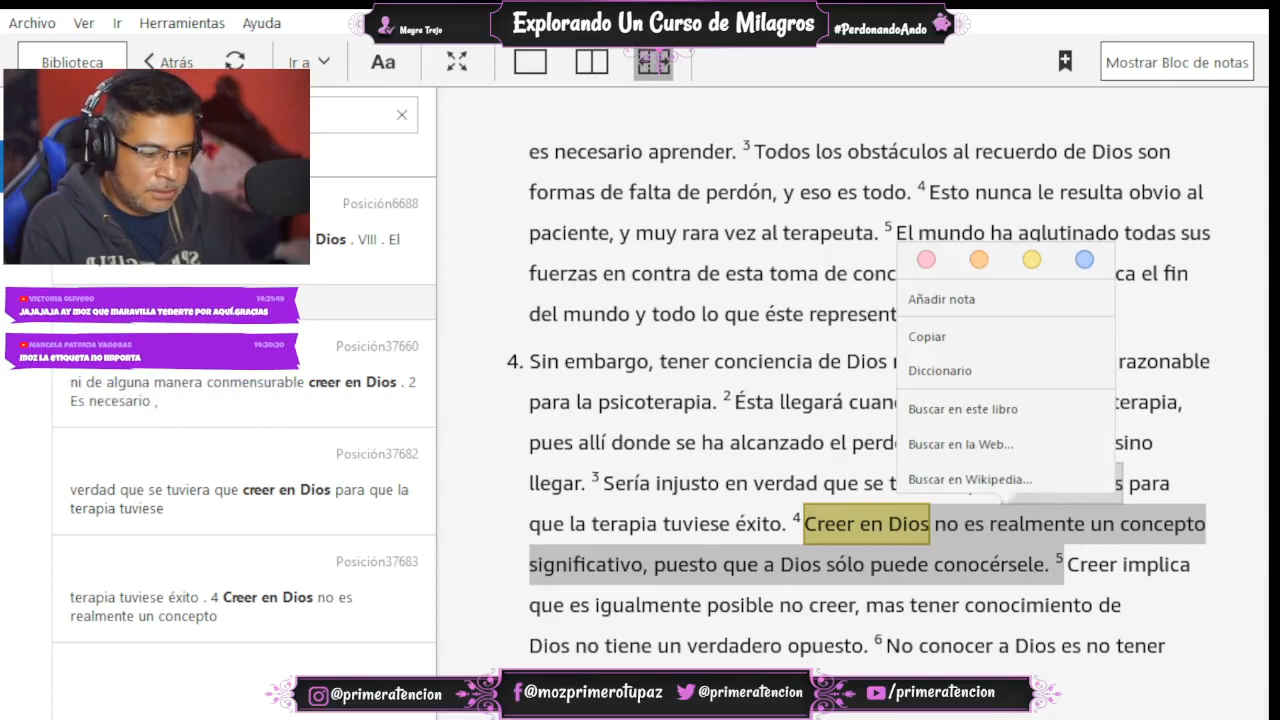 Archivo Ver Ir Herramientas Ayuda
Mayra Trejo
Explorando Un Curso de Milagros
#PerdonandoAndo
Biblioteca
Atrás
Ir a
Aa
Mostrar Bloc de notas
Posición6688
Dios . VIII . El
VICTORIA OLIVERO 14:31:49
JAJAJAJA AY MOZ QUE MARAVILLA TENERTE POR AQUÍ.GRACIAS
MARCELA PATRICIA VANEGAS 14:30:30
MOZ LA ETIQUETA NO IMPORTA
Posición37660
ni de alguna manera conmensurable creer en Dios . 2
Es necesario ,
Posición37682
verdad que se tuviera que creer en Dios para que la
terapia tuviese
Posición37683
terapia tuviese éxito . 4 Creer en Dios no es
realmente un concepto
es necesario aprender. 3 Todos los obstáculos al recuerdo de Dios son
formas de falta de perdón, y eso es todo. 4 Esto nunca le resulta obvio al
paciente, y muy rara vez al terapeuta. 5 El mundo ha aglutinado todas sus
fuerzas en contra de esta toma de conc ca el fin
del mundo y todo lo que éste represent
4. Sin embargo, tener conciencia de Dios razonable
para la psicoterapia. 2 Ésta llegará cuan terapia,
pues allí donde se ha alcanzado el perd sino
llegar. 3 Sería injusto en verdad que se t s para
que la terapia tuviese éxito. 4 Creer en Dios no es realmente un concepto
significativo, puesto que a Dios sólo puede conocérsele. 5 Creer implica
que es igualmente posible no creer, mas tener conocimiento de
Dios no tiene un verdadero opuesto. 6 No conocer a Dios es no tener
Añadir nota
Copiar
Diccionario
Buscar en este libro
Buscar en la Web...
Buscar en Wikipedia...
@primeratencion
@mozprimerotupaz
@primeratencion
/primeratencion